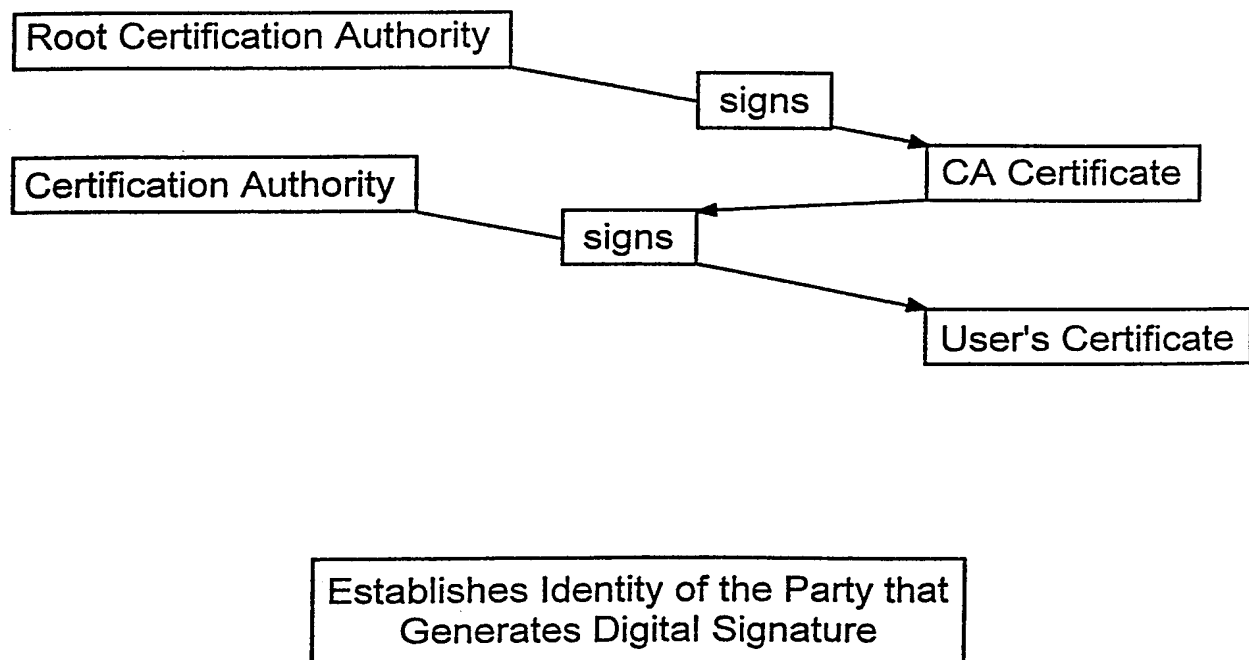 Root Certification Authority
signs
CA Certificate
Certification Authority
signs
User's Certificate
Establishes Identity of the Party that
Generates Digital Signature